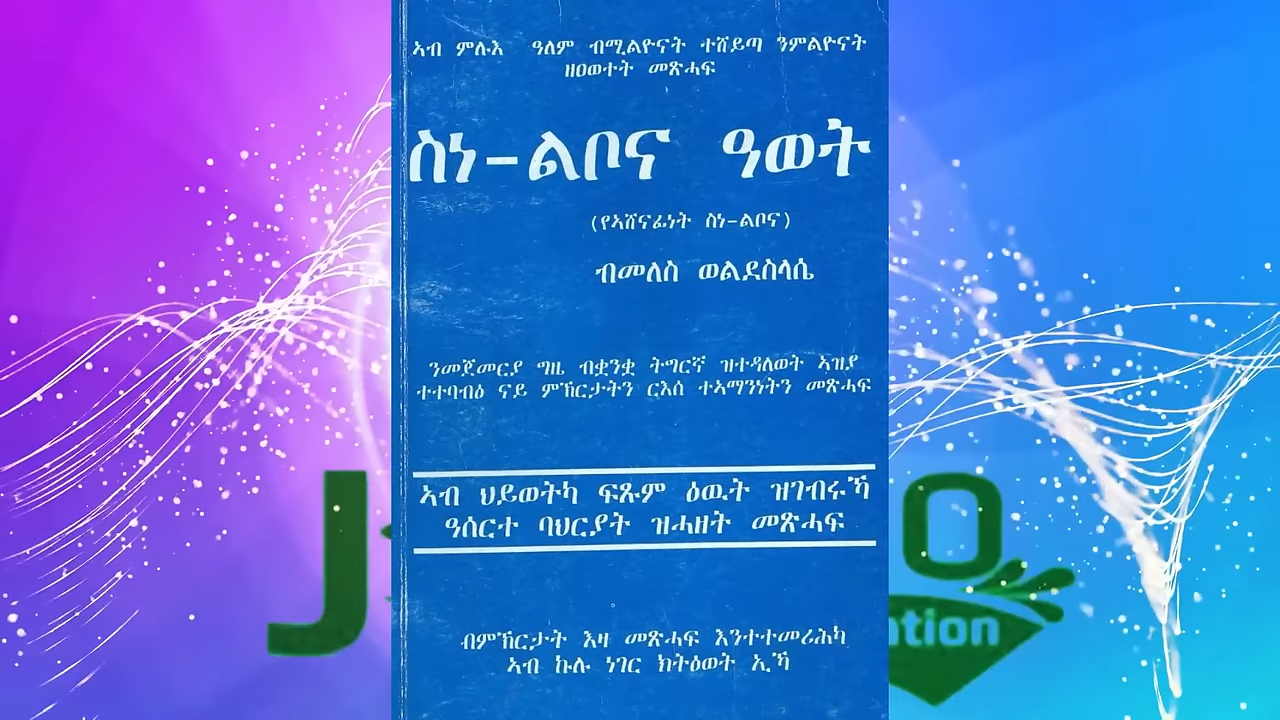 ኣብ ምሉእ ዓለም ብሚልዮናት ተሸይጣ ንምልዮናት
ዘዐወተት መጽሓፍ
ስነ-ልቦና ዓወት
(የኣሸናፊነት ስነ-ልቦና)
ብመለስ ወልደስላሴ
ንመጀመርያ ግዜ ብቋንቋ ትግርኛ ዝተዳለወት ኣዝያ
ተተባብዕ ናይ ምኽርታትን ርእሰ ተኣማንነትን መጽሓፍ
ኣብ ህይወትካ ፍጹም ዕዉት ዝገብሩኻ
ዓሰርተ ባህርያት ዝሓዘት መጽሓፍ
ብምኽርታት እዛ መጽሓፍ እንተተመሪሕካ
ኣብ ኩሉ ነገር ክትዕወት ኢኻ